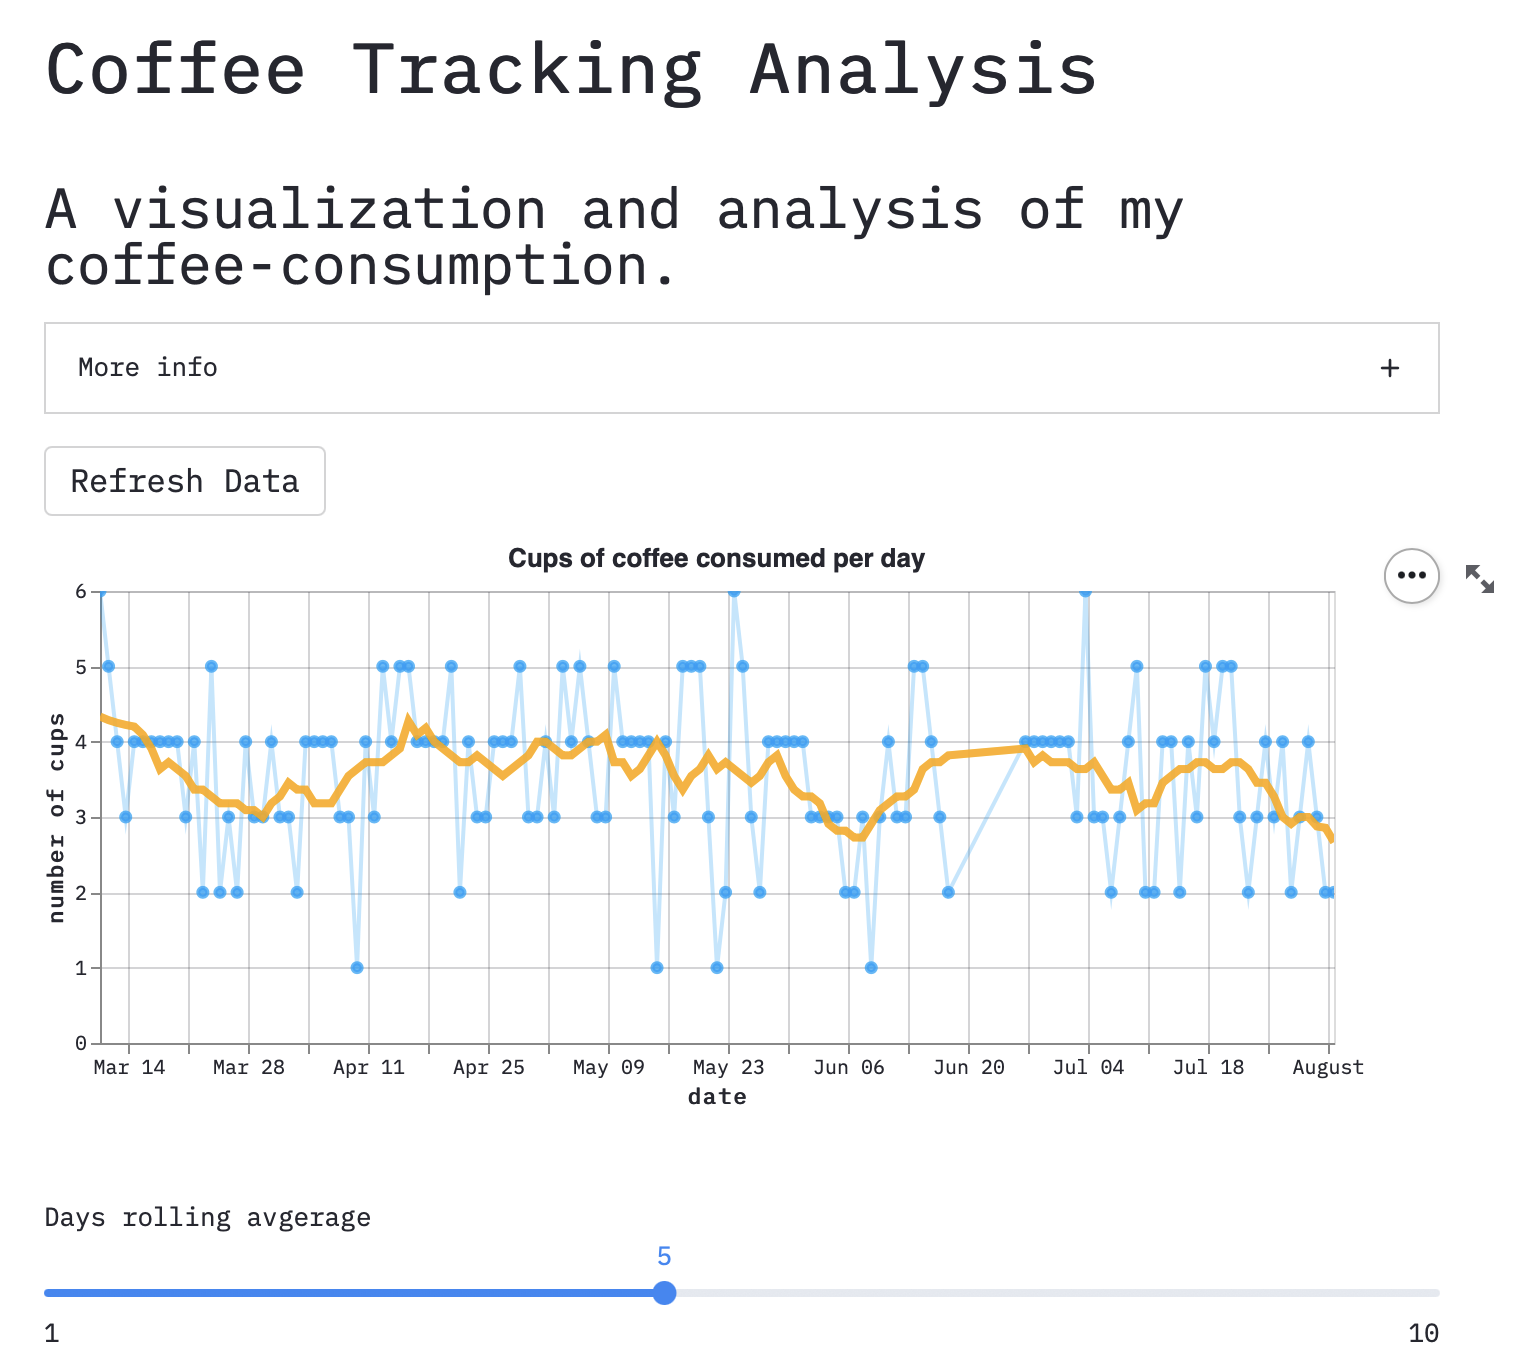 Coffee Tracking Analysis
A visualization and analysis of my
coffee-consumption.
More info
+
Refresh Data
Cups of coffee consumed per day
6
5
4
3
2
1
0
number of cups
Mar 14 Mar 28 Apr 11 Apr 25 May 09 May 23 Jun 06 Jun 20 Jul 04 Jul 18 August
date
Days rolling avgerage
5
1 10